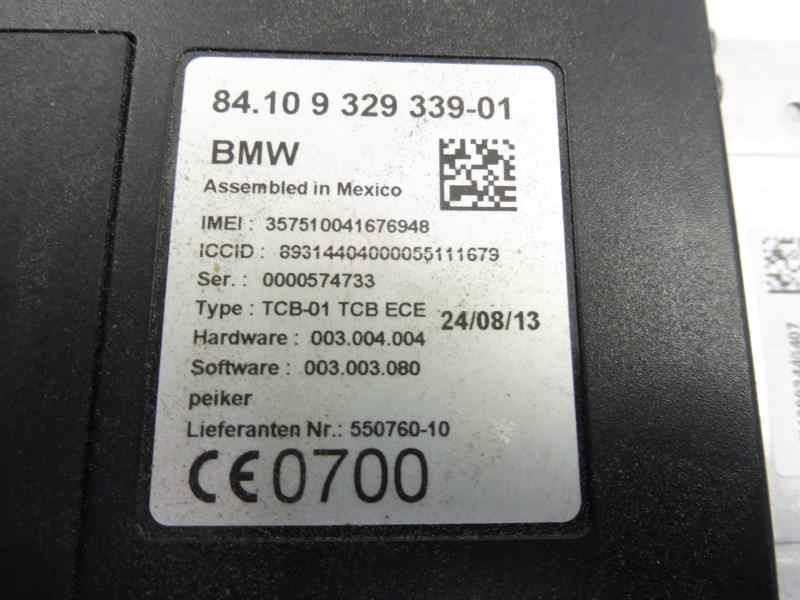 84.10 9 329 339-01
BMW
Assembled in Mexico
IMEI : 357510041676948
ICCID : 89314404000055111679
Ser. : 0000574733
Type : TCB-01 TCB ECE
24/08/13
Hardware : 003.004.004
Software : 003.003.080
peiker
Lieferanten Nr.: 550760-10
CE0700